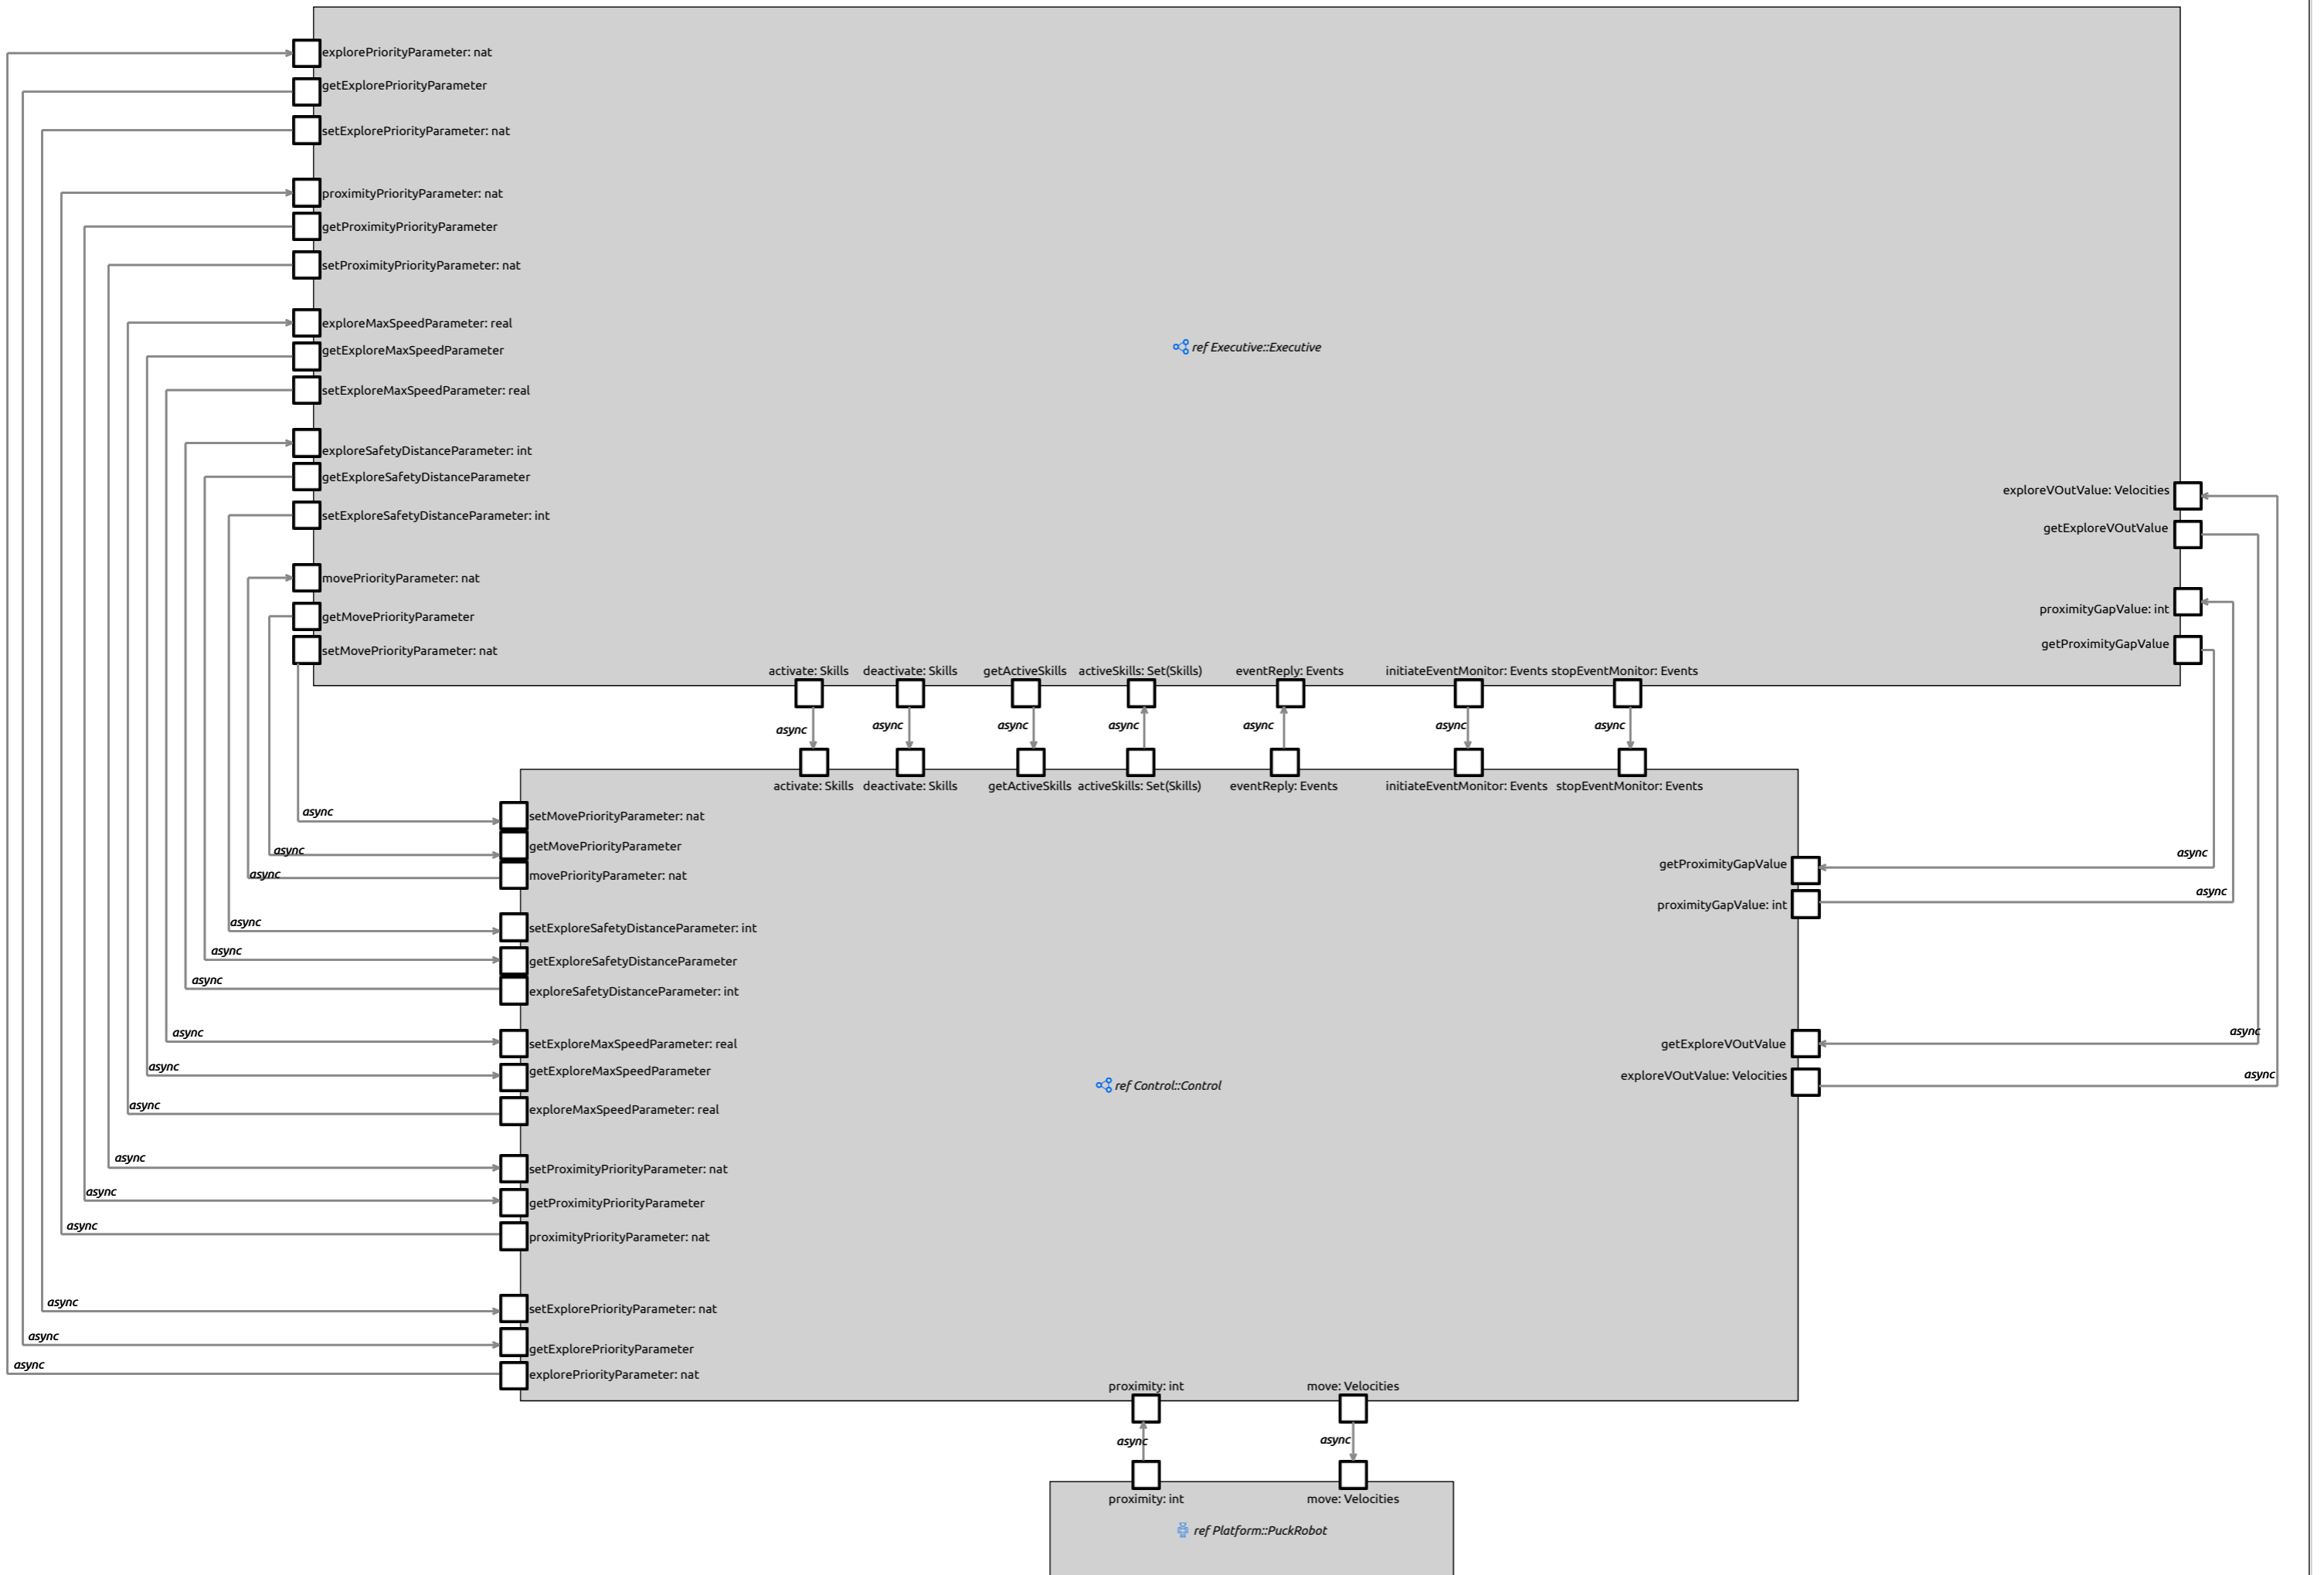 explorePriorityParameter: nat
getExplorePriorityParameter
setExplorePriorityParameter: nat
proximityPriorityParameter: nat
getProximityPriorityParameter
setProximityPriorityParameter: nat
exploreMaxSpeedParameter: real
getExploreMaxSpeedParameter
ref Executive::Executive
setExploreMaxSpeedParameter: real
exploreSafetyDistanceParameter: int
getExploreSafetyDistanceParameter
exploreVOutValue: Velocities
setExploreSafetyDistanceParameter: int
getExploreVOutValue
movePriorityParameter: nat
proximityGapValue: int
getMovePriorityParameter
getProximityGapValue
setMovePriorityParameter: nat
activate: Skills deactivate: Skills getActiveSkills activeSkills: Set(Skills) eventReply: Events initiateEventMonitor: Events stopEventMonitor: Events
async async async async async async async
activate: Skills deactivate: Skills getActiveSkills activeSkills: Set(Skills) eventReply: Events initiateEventMonitor: Events stopEventMonitor: Events
async setMovePriorityParameter: nat
async getMovePriorityParameter
getProximityGapValue async
async movePriorityParameter: nat
proximityGapValue: int async
async setExploreSafetyDistanceParameter: int
async getExploreSafetyDistanceParameter
async exploreSafetyDistanceParameter: int
async setExploreMaxSpeedParameter: real
getExploreVOutValue async
async getExploreMaxSpeedParameter
exploreVOutValue: Velocities async
ref Control::Control
async exploreMaxSpeedParameter: real
async setProximityPriorityParameter: nat
async getProximityPriorityParameter
async proximityPriorityParameter: nat
async setExplorePriorityParameter: nat
async getExplorePriorityParameter
async explorePriorityParameter: nat
proximity: int move: Velocities
async async
proximity: int move: Velocities
ref Platform::PuckRobot